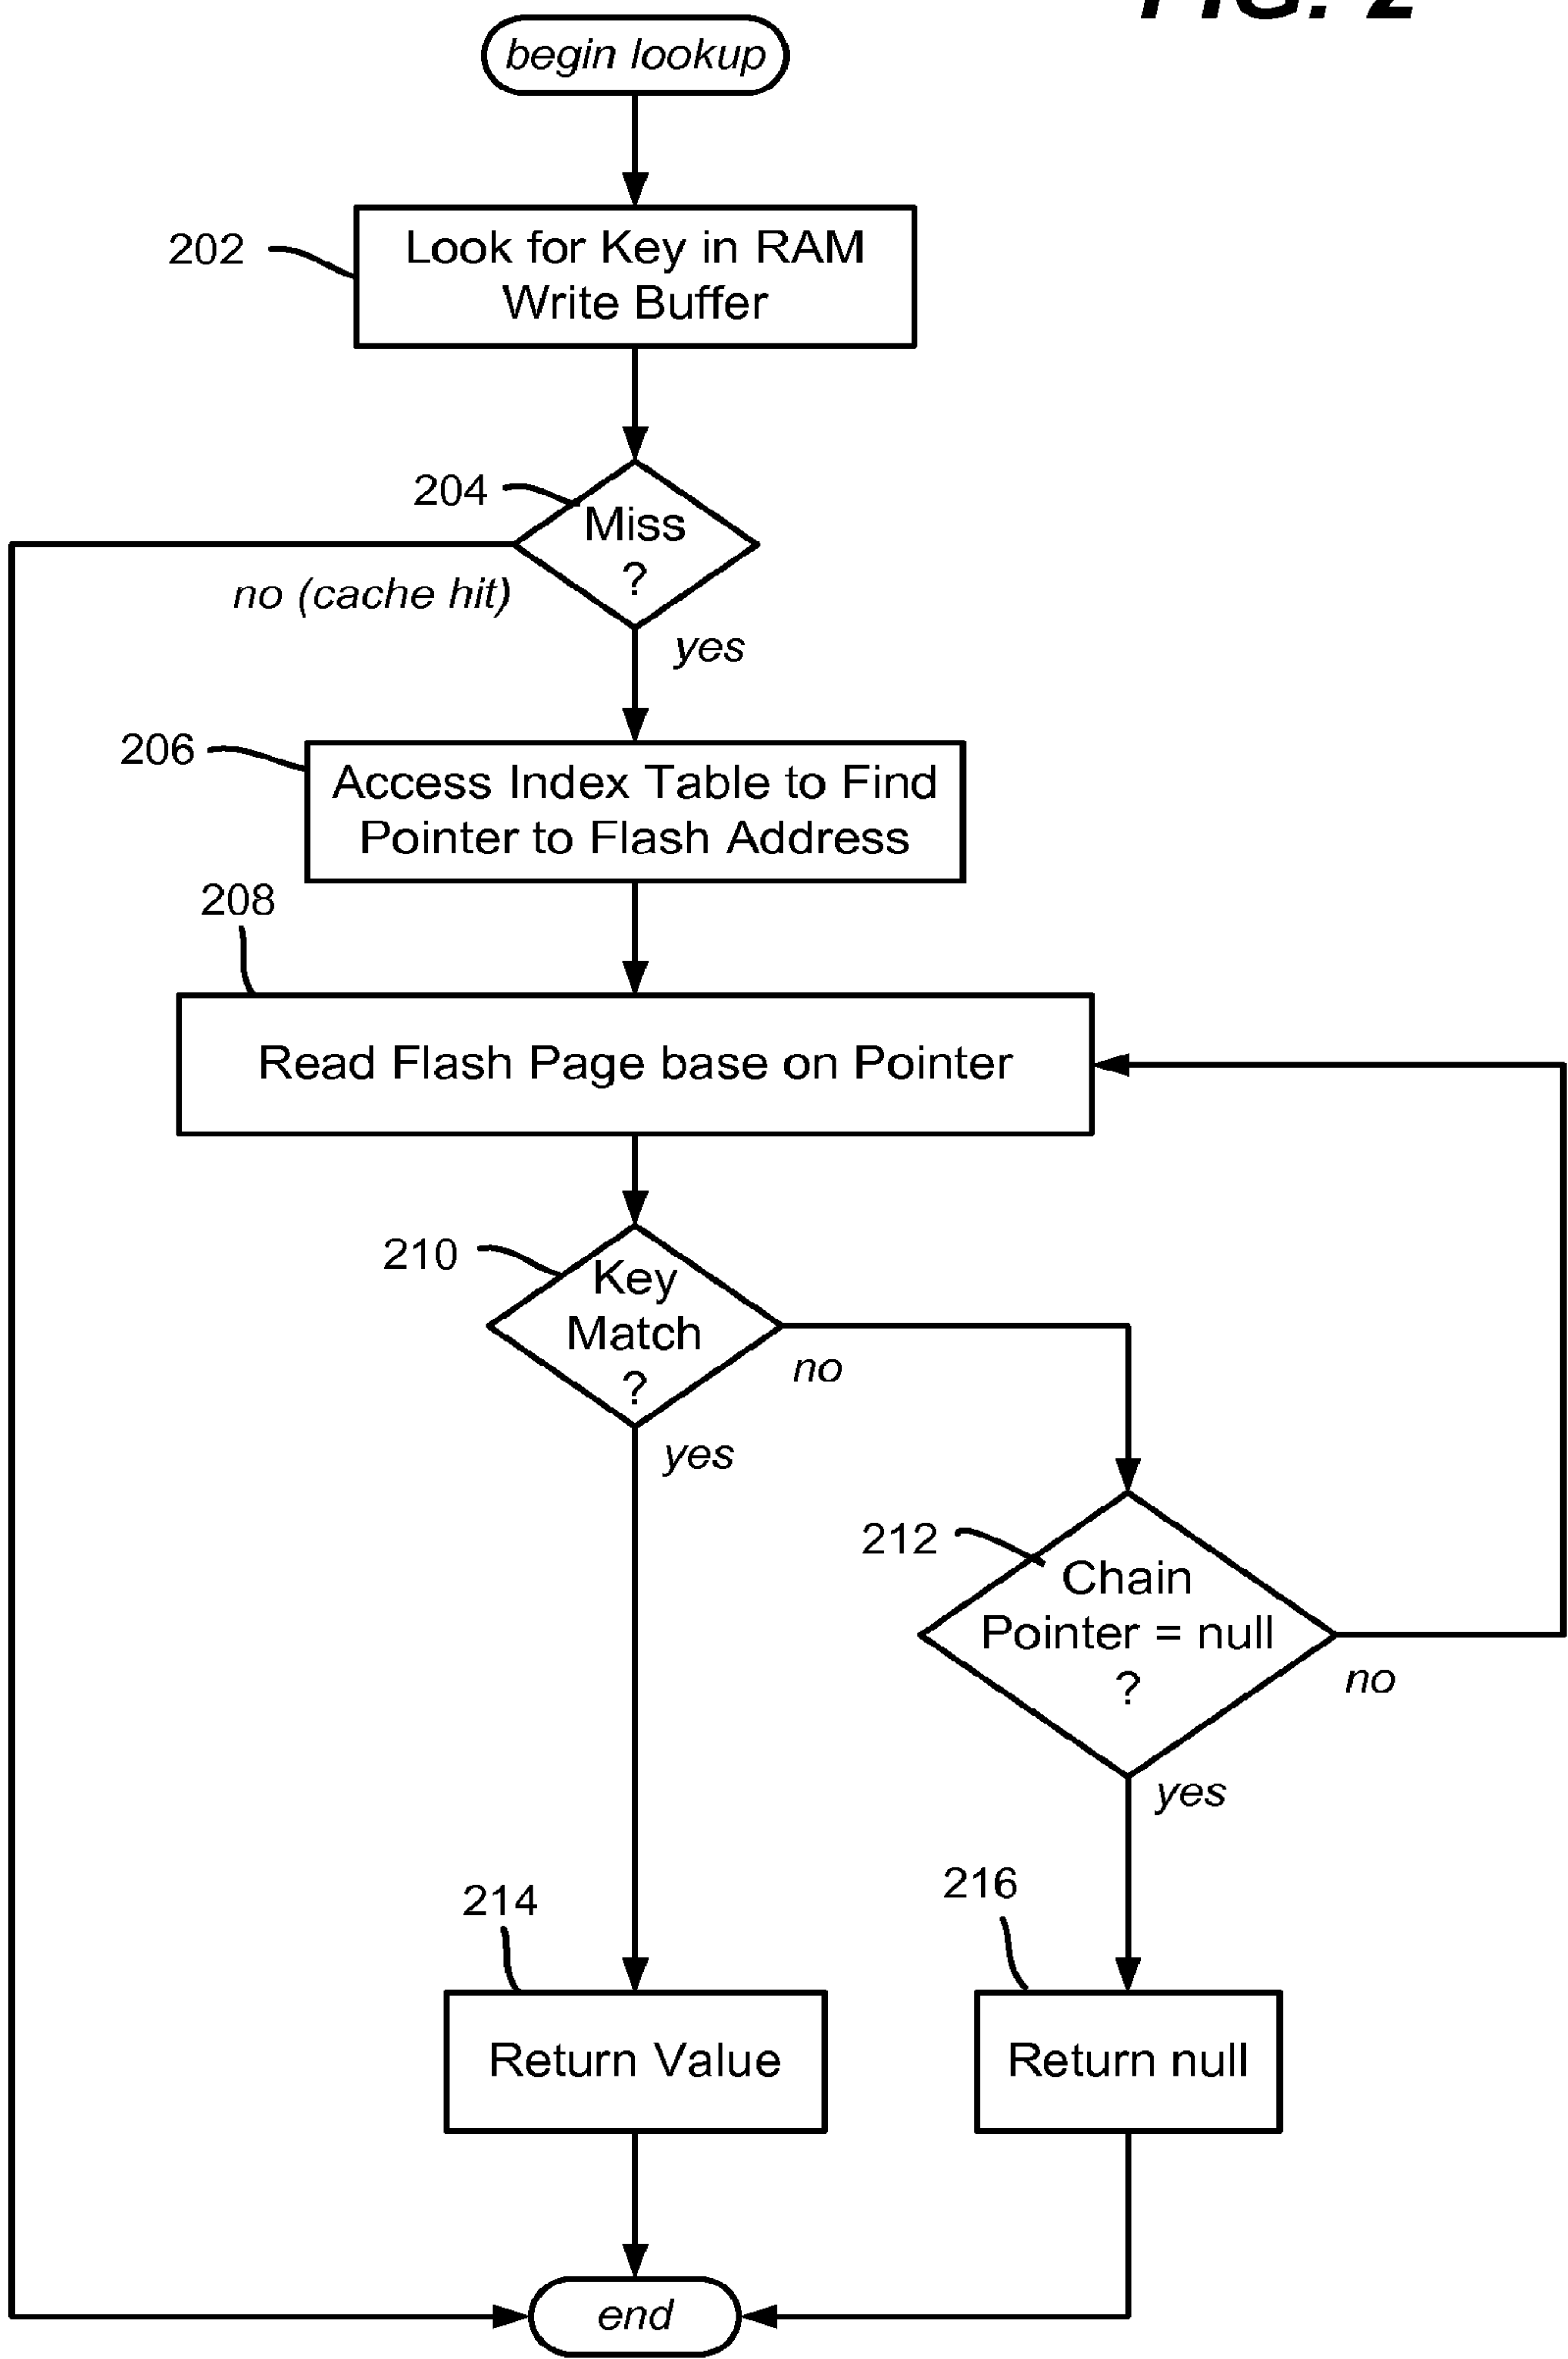 FIG. 2
begin lookup
202
Look for Key in RAM
Write Buffer
204
Miss
?
no (cache hit)
yes
206
Access Index Table to Find
Pointer to Flash Address
208
Read Flash Page base on Pointer
210
Key
Match
?
no
yes
212
Chain
Pointer = null
?
no
yes
214
216
Return Value
Return null
end